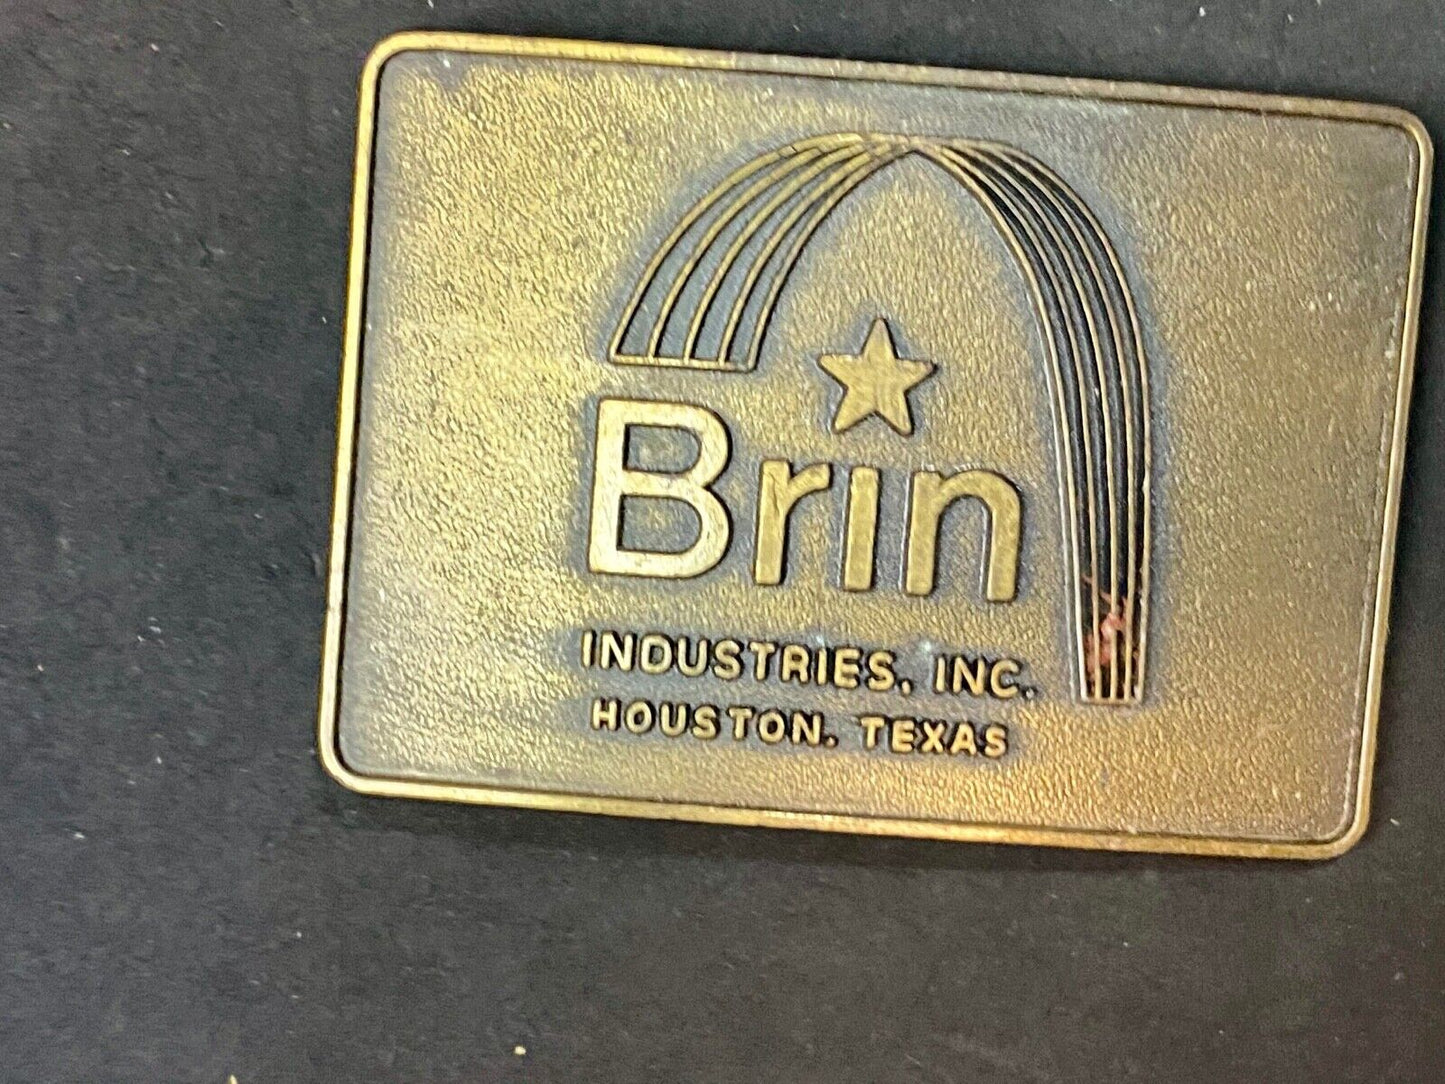 Brin
INDUSTRIES, INC.
HOUSTON, TEXAS